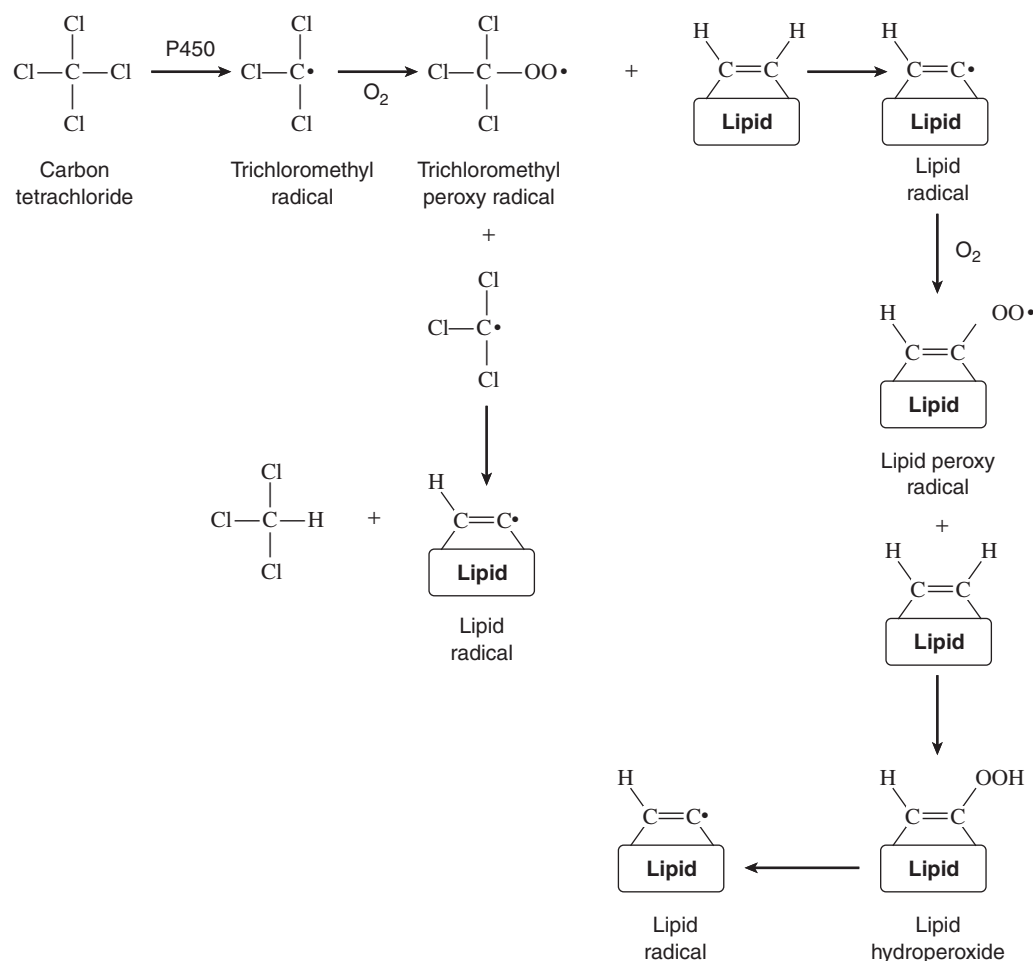 Cl
Cl—C—Cl
Cl
Carbon
tetrachloride
P450
Cl
Cl—C•
Cl
Trichloromethyl
radical
O2
Cl
Cl—C—OO•
Cl
Trichloromethyl
peroxy radical
+
H H
C=C
Lipid
H
C=C•
Lipid
Lipid
radical
+
Cl
Cl—C•
Cl
O2
H OO•
C=C
Lipid
Lipid peroxy
radical
Cl
Cl—C—H
Cl
+
H
C=C•
Lipid
Lipid
radical
+
H H
C=C
Lipid
H
C=C•
Lipid
Lipid
radical
H OOH
C=C
Lipid
Lipid
hydroperoxide